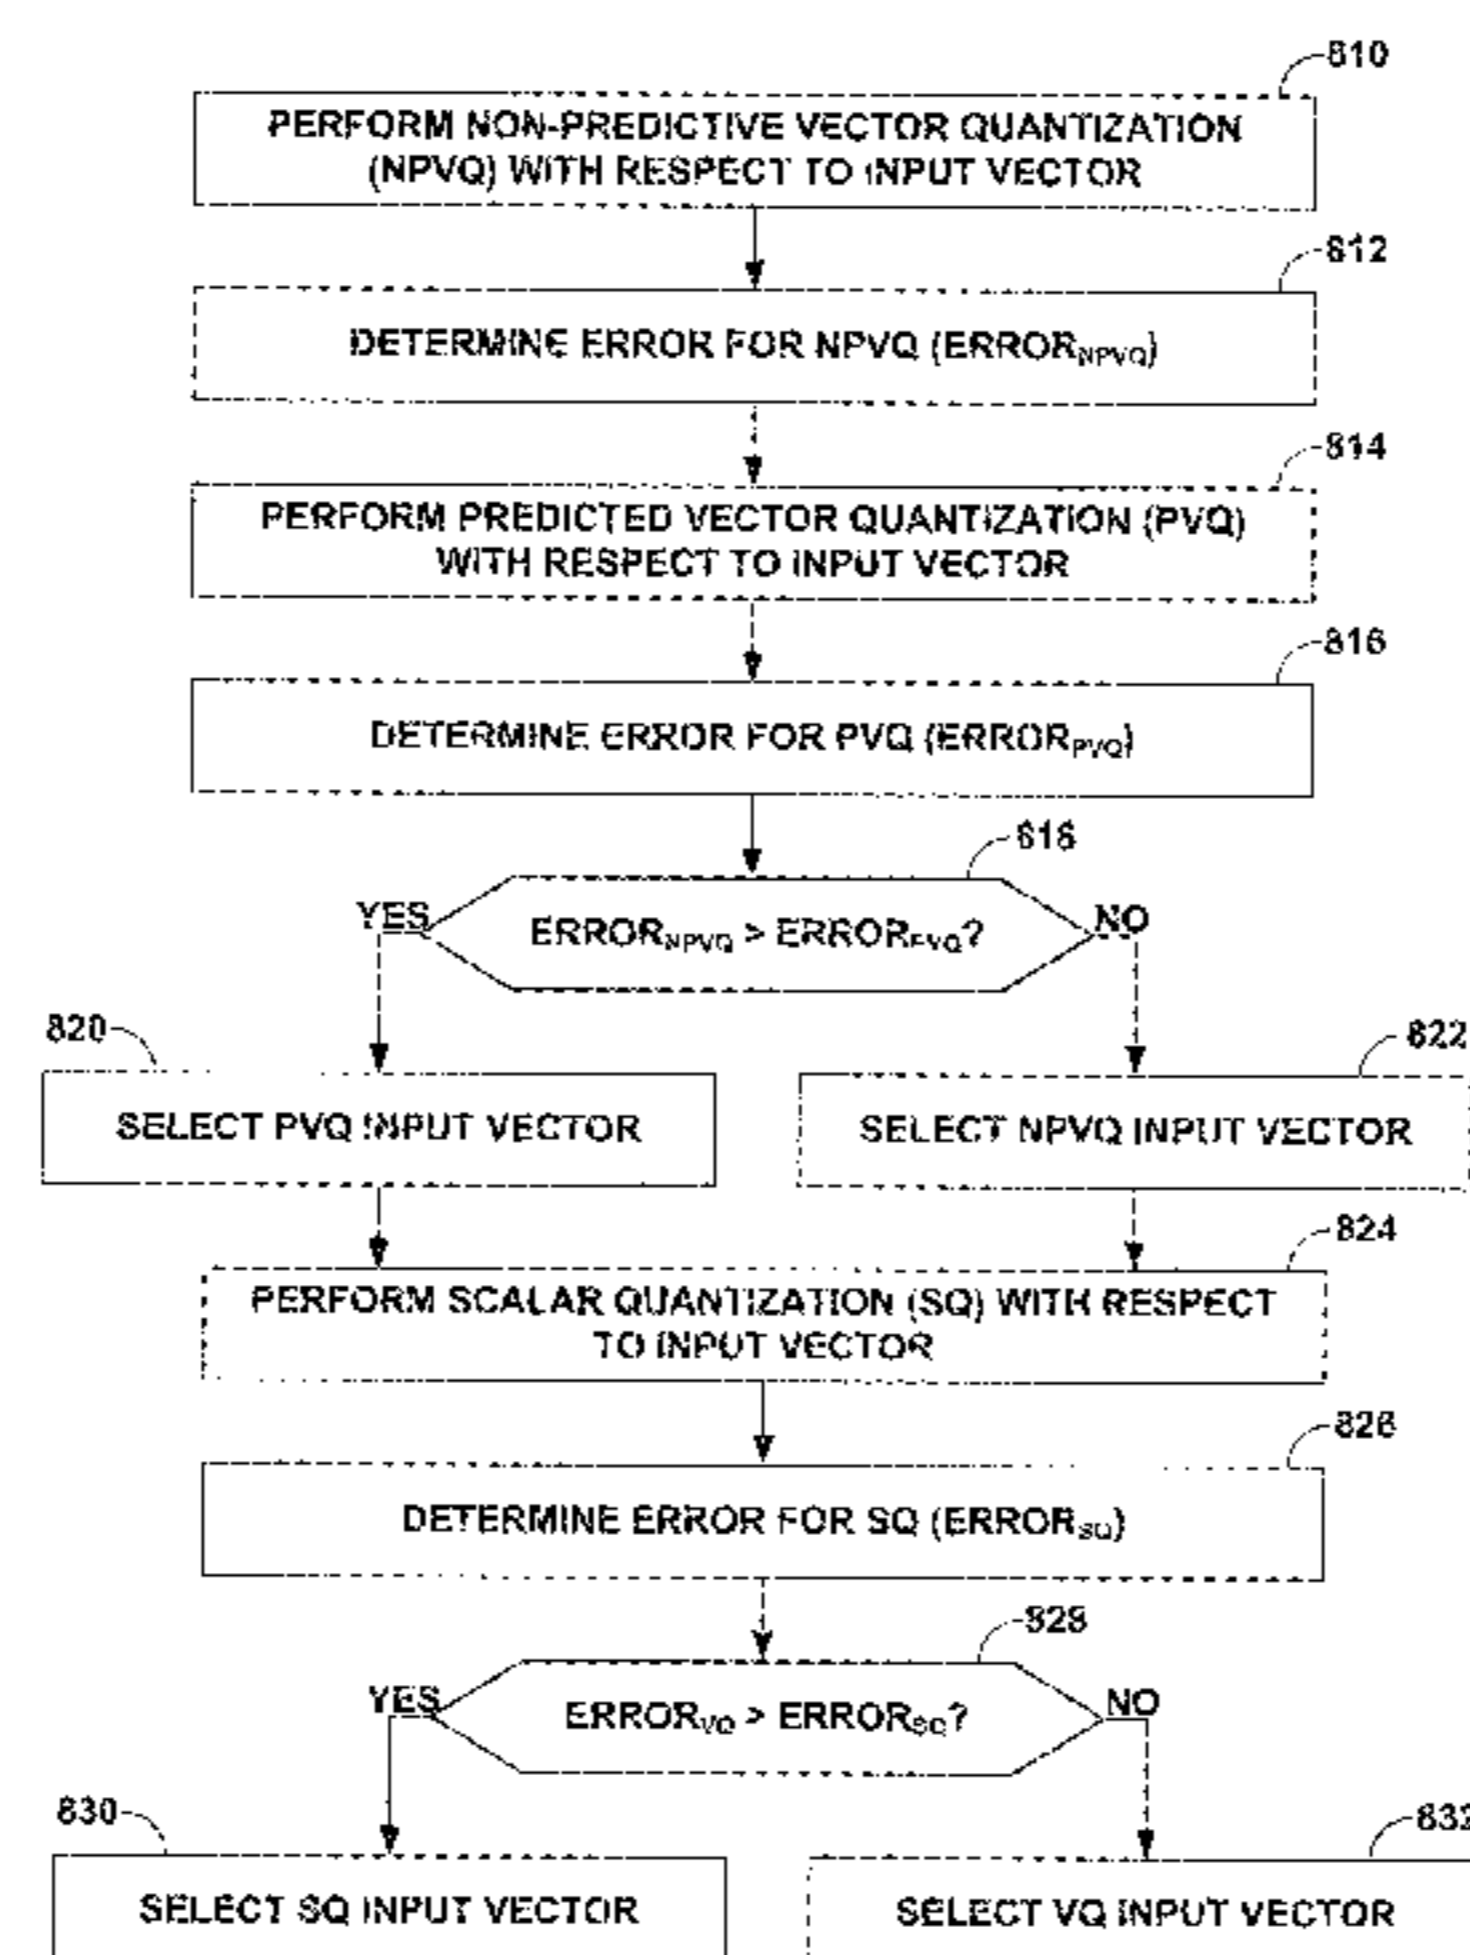 810
PERFORM NON-PREDICTIVE VECTOR QUANTIZATION
(NPVQ) WITH RESPECT TO INPUT VECTOR
812
DETERMINE ERROR FOR NPVQ (ERRORNPVQ)
814
PERFORM PREDICTED VECTOR QUANTIZATION (PVQ)
WITH RESPECT TO INPUT VECTOR
816
DETERMINE ERROR FOR PVQ (ERRORPVQ)
818
YES
ERRORNPVQ > ERRORPVQ?
NO
820
822
SELECT PVQ INPUT VECTOR
SELECT NPVQ INPUT VECTOR
824
PERFORM SCALAR QUANTIZATION (SQ) WITH RESPECT
TO INPUT VECTOR
826
DETERMINE ERROR FOR SQ (ERRORSQ)
828
YES
ERRORVQ > ERRORSQ?
NO
830
832
SELECT SQ INPUT VECTOR
SELECT VQ INPUT VECTOR